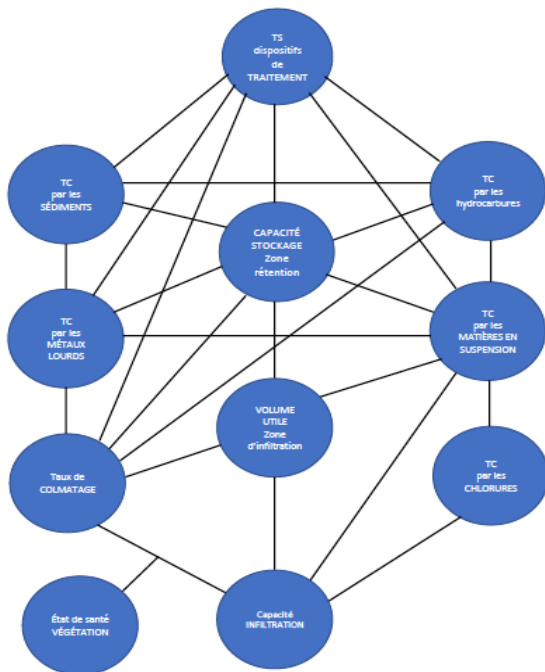 TS
dispositifs
de
TRAITEMENT
TC
par les
SÉDIMENTS
TC
par les
hydrocarbures
CAPACITÉ
STOCKAGE
Zone
rétention
TC
par les
MÉTAUX
LOURDS
TC
par les
MATIÈRES EN
SUSPENSION
VOLUME
UTILE
Zone
d'infiltration
Taux de
COLMATAGE
TC
par les
CHLORURES
État de santé
VÉGÉTATION
Capacité
INFILTRATION